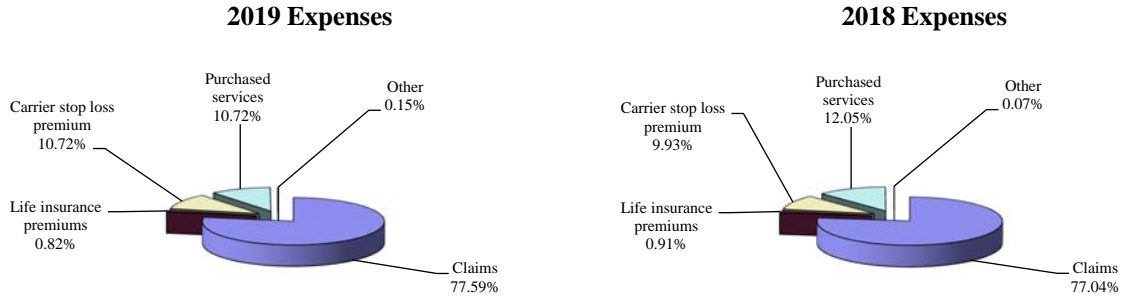 2019 Expenses
Purchased
services
10.72%
Other
0.15%
Carrier stop loss
premium
10.72%
Life insurance
premiums
0.82%
Claims
77.59%
2018 Expenses
Purchased
services
12.05%
Other
0.07%
Carrier stop loss
premium
9.93%
Life insurance
premiums
0.91%
Claims
77.04%